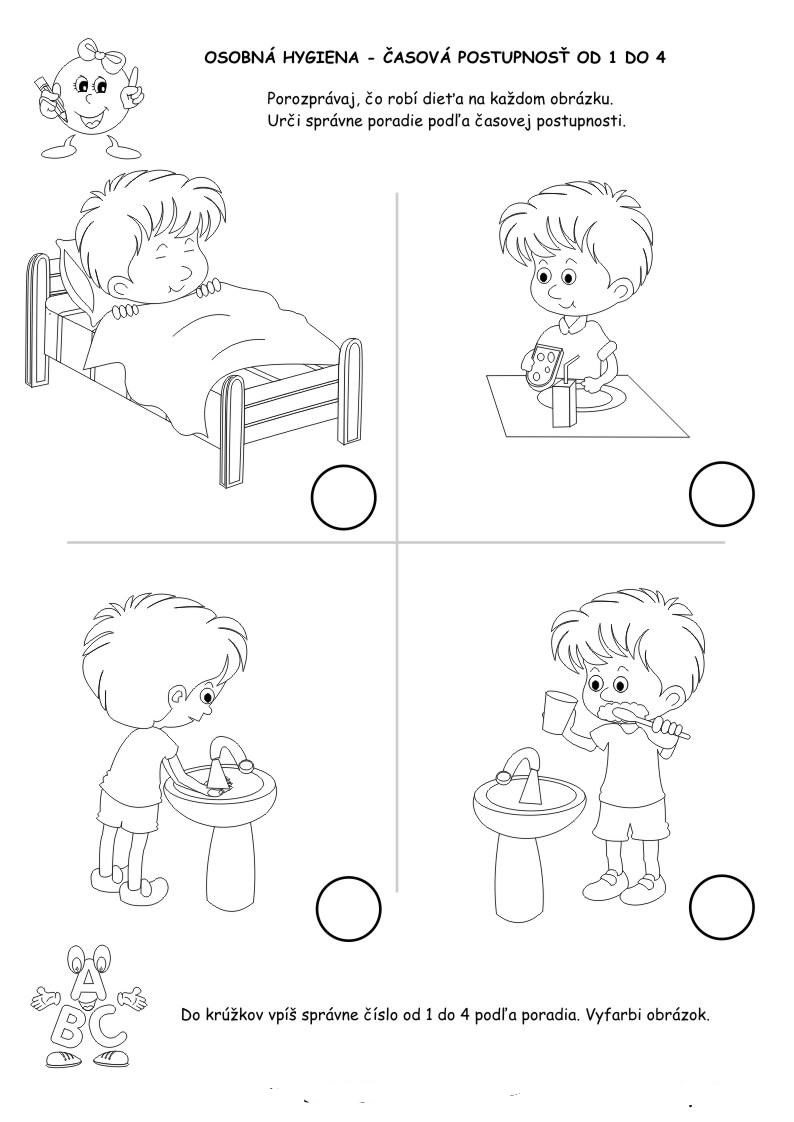 OSOBNÁ HYGIENA - ČASOVÁ POSTUPNOSŤ OD 1 DO 4
Porozprávaj, čo robí dieťa na každom obrázku.
Urči správne poradie podľa časovej postupnosti.
A
BC
Do krúžkov vpíš správne číslo od 1 do 4 podľa poradia. Vyfarbi obrázok.